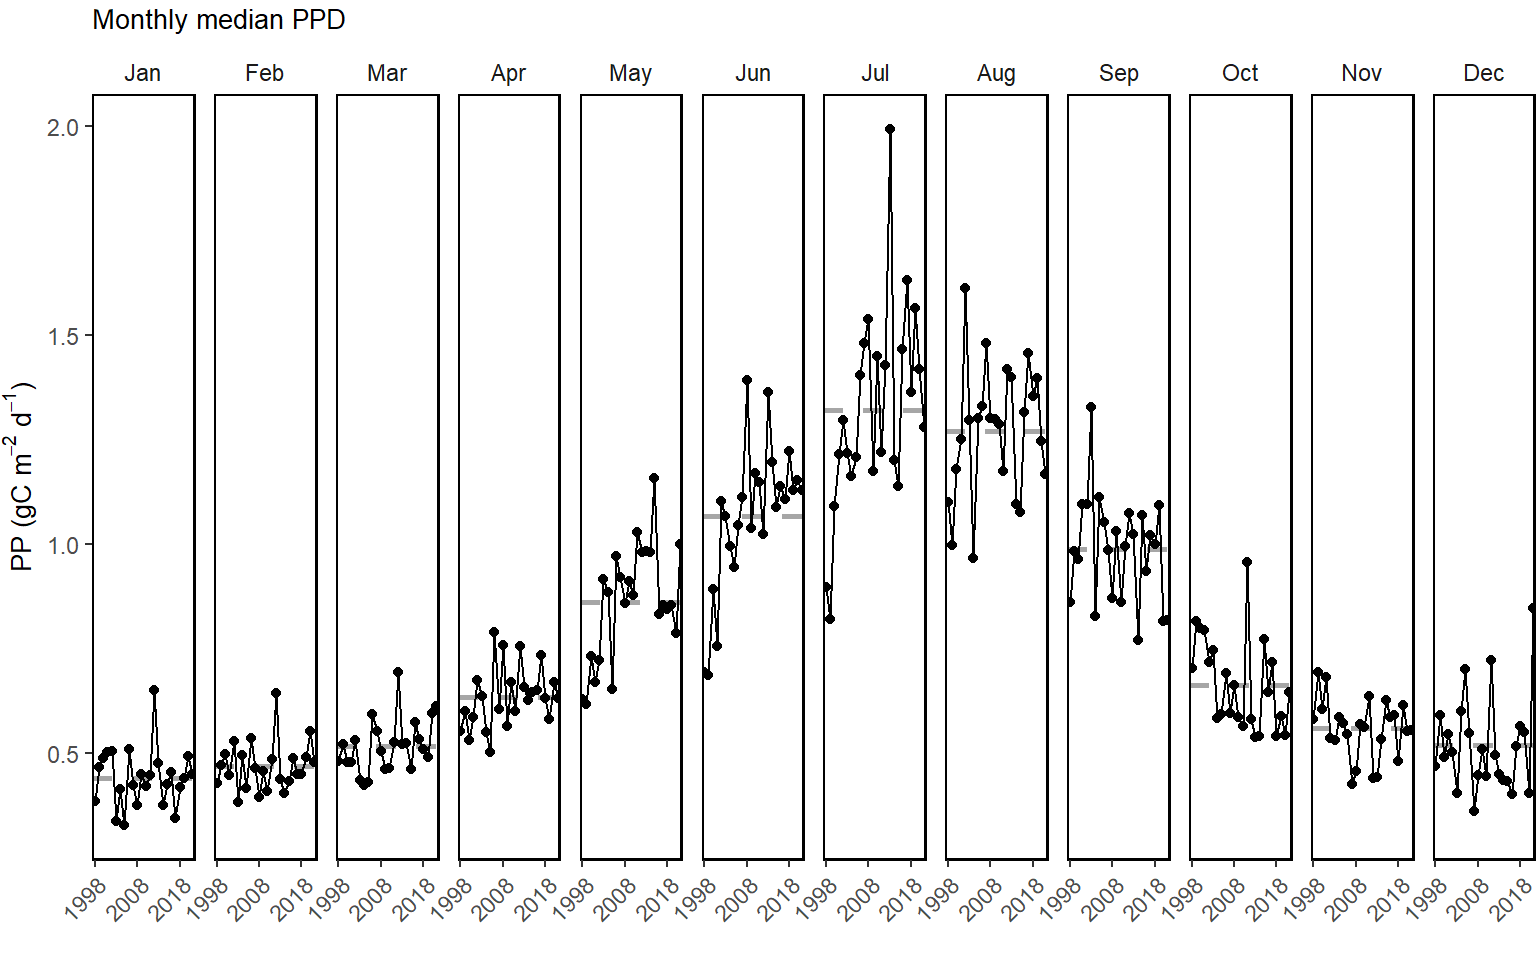 Monthly median PPD
Jan Feb Mar Apr May Jun Jul Aug Sep Oct Nov Dec
2.0
1.5
1.0
0.5
PP (gC m⁻² d⁻¹)
1998 2008 2018 1998 2008 2018 1998 2008 2018 1998 2008 2018 1998 2008 2018 1998 2008 2018 1998 2008 2018 1998 2008 2018 1998 2008 2018 1998 2008 2018 1998 2008 2018 1998 2008 2018